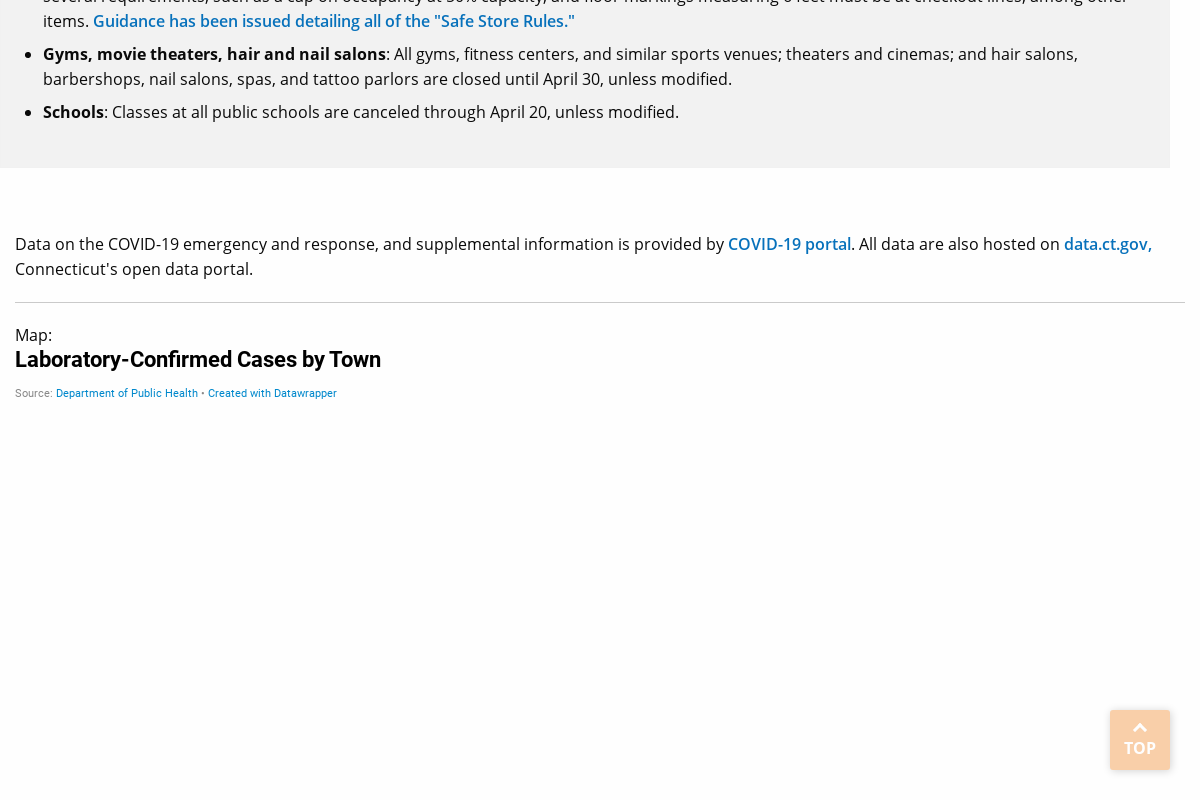 items. Guidance has been issued detailing all of the "Safe Store Rules."
Gyms, movie theaters, hair and nail salons: All gyms, fitness centers, and similar sports venues; theaters and cinemas; and hair salons,
barbershops, nail salons, spas, and tattoo parlors are closed until April 30, unless modified.
Schools: Classes at all public schools are canceled through April 20, unless modified.
Data on the COVID-19 emergency and response, and supplemental information is provided by COVID-19 portal. All data are also hosted on data.ct.gov,
Connecticut's open data portal.
Map:
Laboratory-Confirmed Cases by Town
Source: Department of Public Health • Created with Datawrapper
TOP